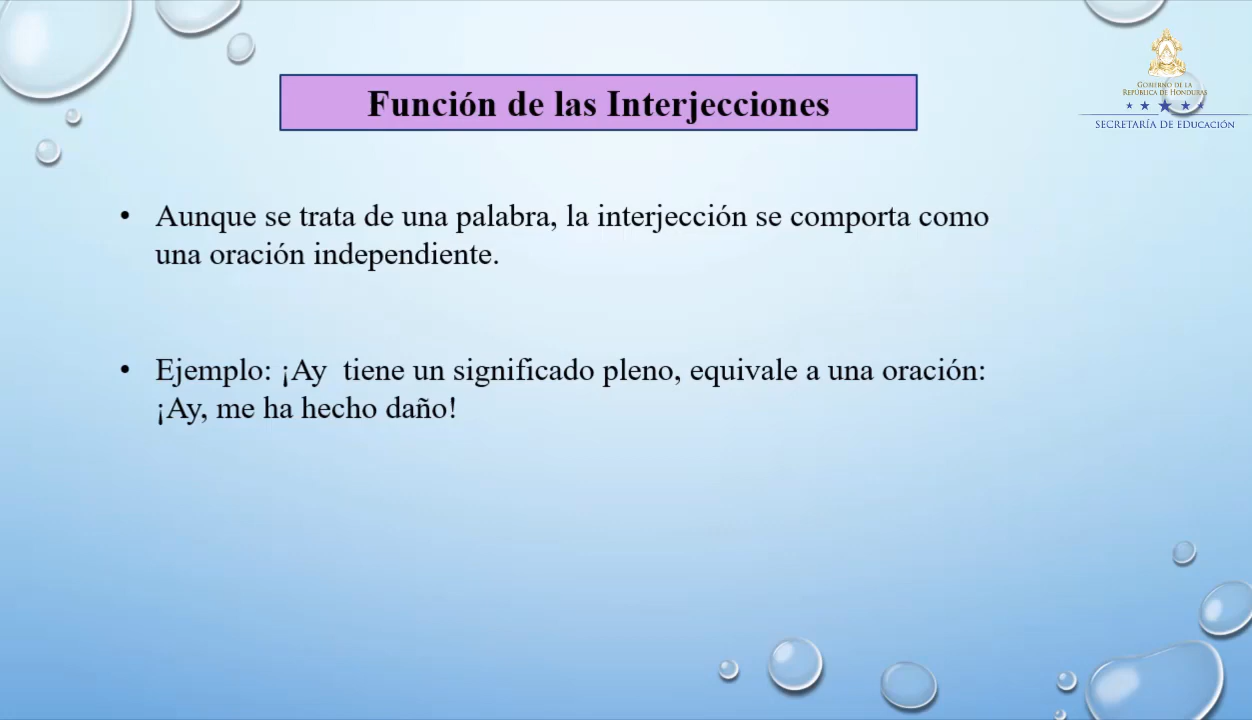 Función de las Interjecciones
GOBIERNO DE LA
REPÚBLICA DE HONDURAS
SECRETARÍA DE EDUCACIÓN
• Aunque se trata de una palabra, la interjección se comporta como
una oración independiente.
• Ejemplo: ¡Ay  tiene un significado pleno, equivale a una oración:
¡Ay, me ha hecho daño!